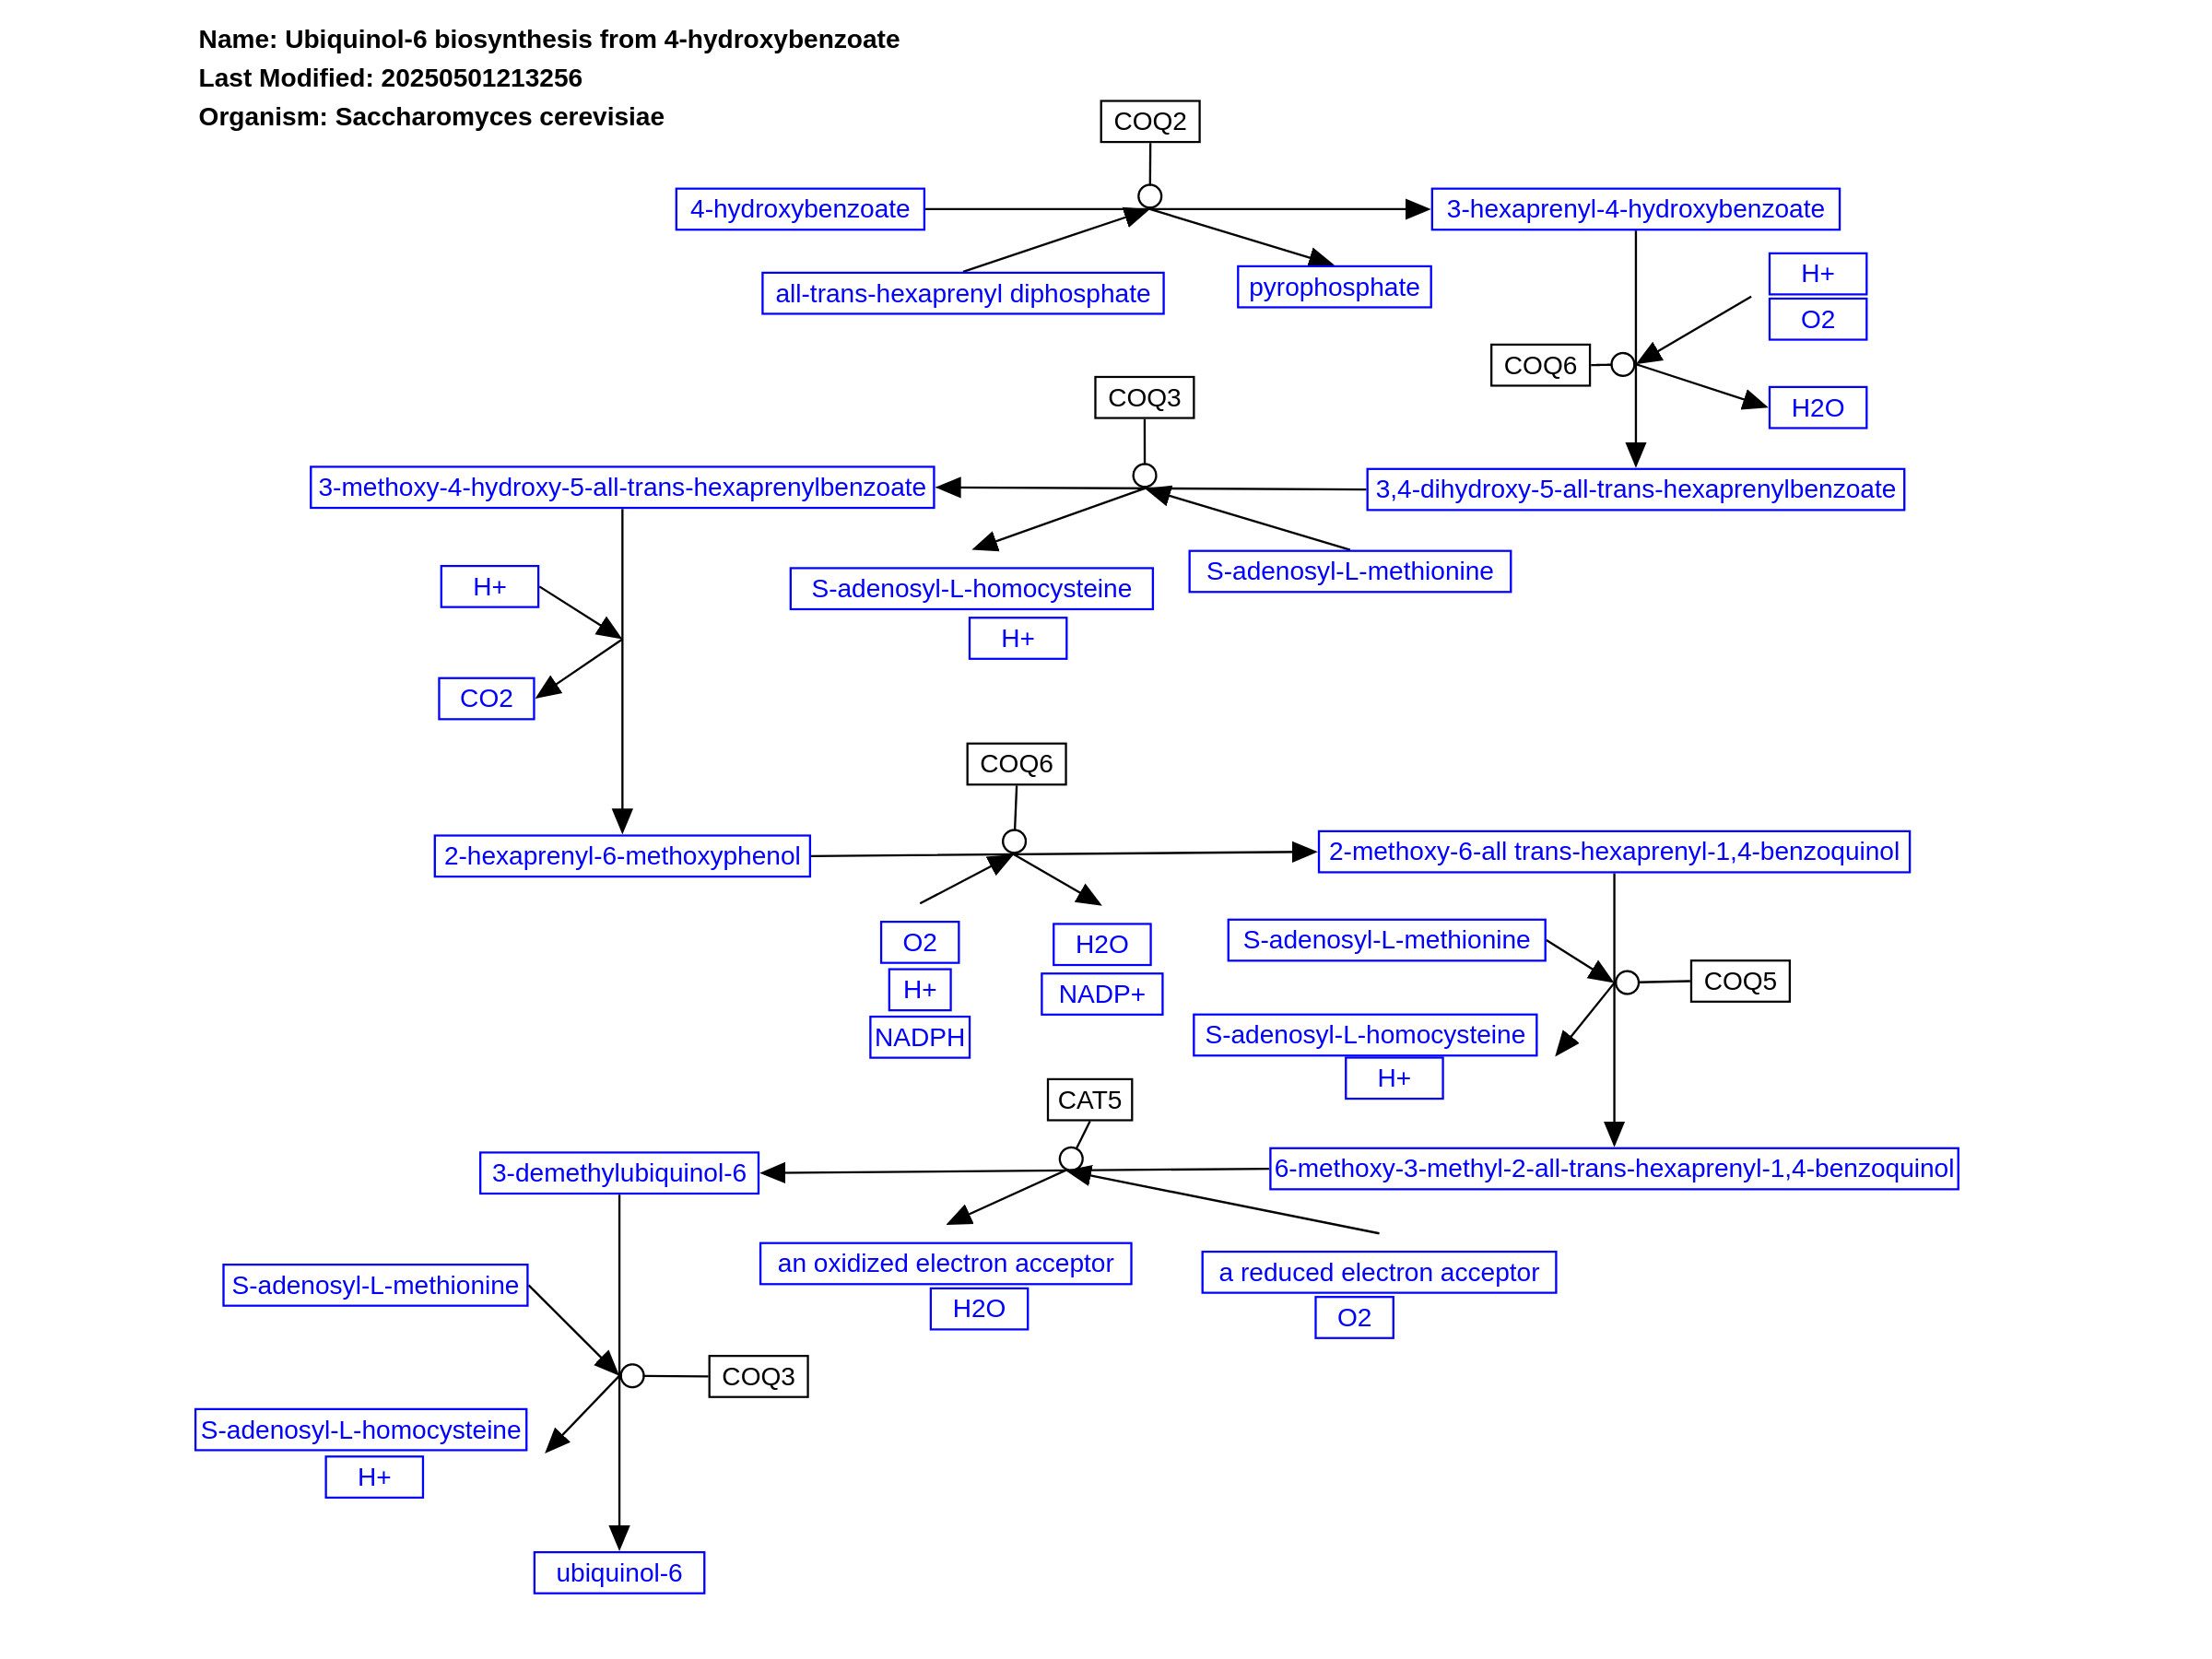 Name: Ubiquinol-6 biosynthesis from 4-hydroxybenzoate
Last Modified: 20250501213256
Organism: Saccharomyces cerevisiae
COQ2
4-hydroxybenzoate
3-hexaprenyl-4-hydroxybenzoate
all-trans-hexaprenyl diphosphate
pyrophosphate
H+
O2
COQ6
H2O
COQ3
3-methoxy-4-hydroxy-5-all-trans-hexaprenylbenzoate
3,4-dihydroxy-5-all-trans-hexaprenylbenzoate
H+
S-adenosyl-L-homocysteine
S-adenosyl-L-methionine
H+
CO2
COQ6
2-hexaprenyl-6-methoxyphenol
2-methoxy-6-all trans-hexaprenyl-1,4-benzoquinol
O2
H+
NADPH
H2O
NADP+
S-adenosyl-L-methionine
COQ5
S-adenosyl-L-homocysteine
H+
CAT5
3-demethylubiquinol-6
6-methoxy-3-methyl-2-all-trans-hexaprenyl-1,4-benzoquinol
an oxidized electron acceptor
H2O
a reduced electron acceptor
O2
S-adenosyl-L-methionine
COQ3
S-adenosyl-L-homocysteine
H+
ubiquinol-6